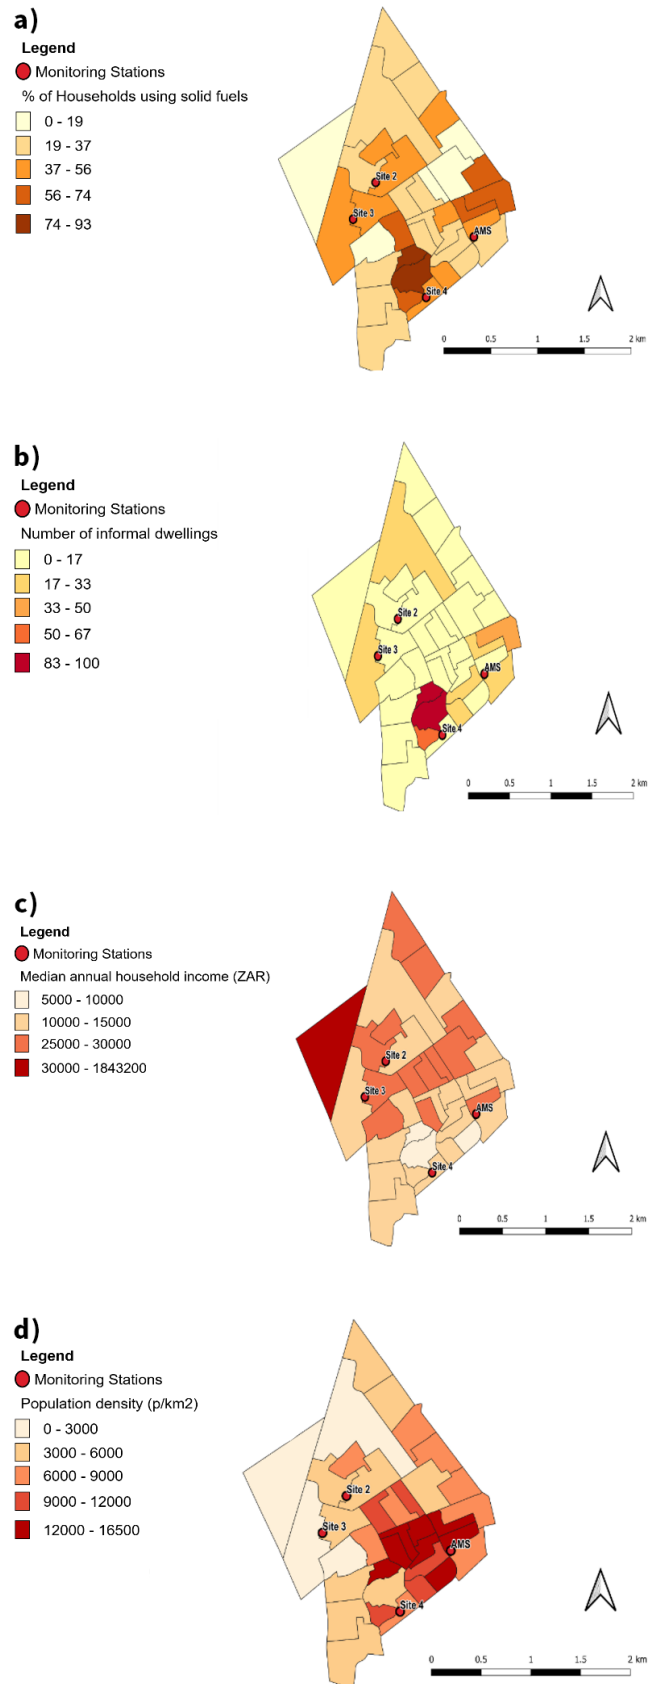 a)
Legend
Monitoring Stations
% of Households using solid fuels
0 - 19
19 - 37
37 - 56
56 - 74
74 - 93
Site 2
Site 3
AMS
Site 4
0 0.5 1 1.5 2 km
b)
Legend
Monitoring Stations
Number of informal dwellings
0 - 17
17 - 33
33 - 50
50 - 67
83 - 100
Site 2
Site 3
AMS
Site 4
0 0.5 1 1.5 2 km
c)
Legend
Monitoring Stations
Median annual household income (ZAR)
5000 - 10000
10000 - 15000
25000 - 30000
30000 - 1843200
Site 2
Site 3
AMS
Site 4
0 0.5 1 1.5 2 km
d)
Legend
Monitoring Stations
Population density (p/km2)
0 - 3000
3000 - 6000
6000 - 9000
9000 - 12000
12000 - 16500
Site 2
Site 3
AMS
Site 4
0 0.5 1 1.5 2 km